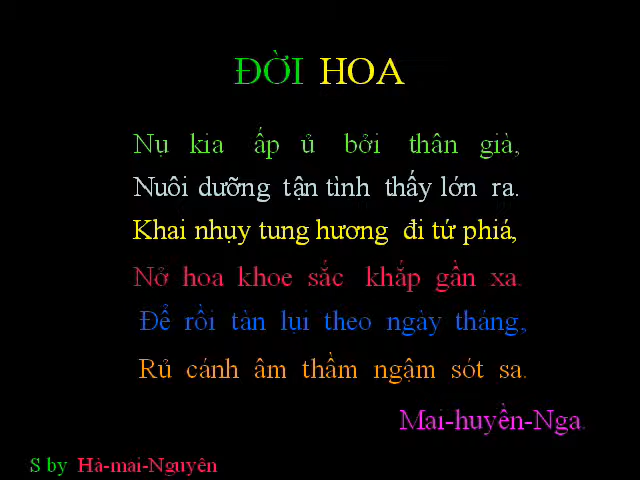 ĐỜI HOA
Nụ kia ấp ủ bởi thân già,
Nuôi dưỡng tận tình thấy lớn ra.
Khai nhụy tung hương đi tứ phiá,
Nở hoa khoe sắc khắp gần xa.
Để rồi tàn lụi theo ngày tháng,
Rủ cánh âm thầm ngậm sót sa.
Mai-huyền-Nga.
S by Hà-mai-Nguyên